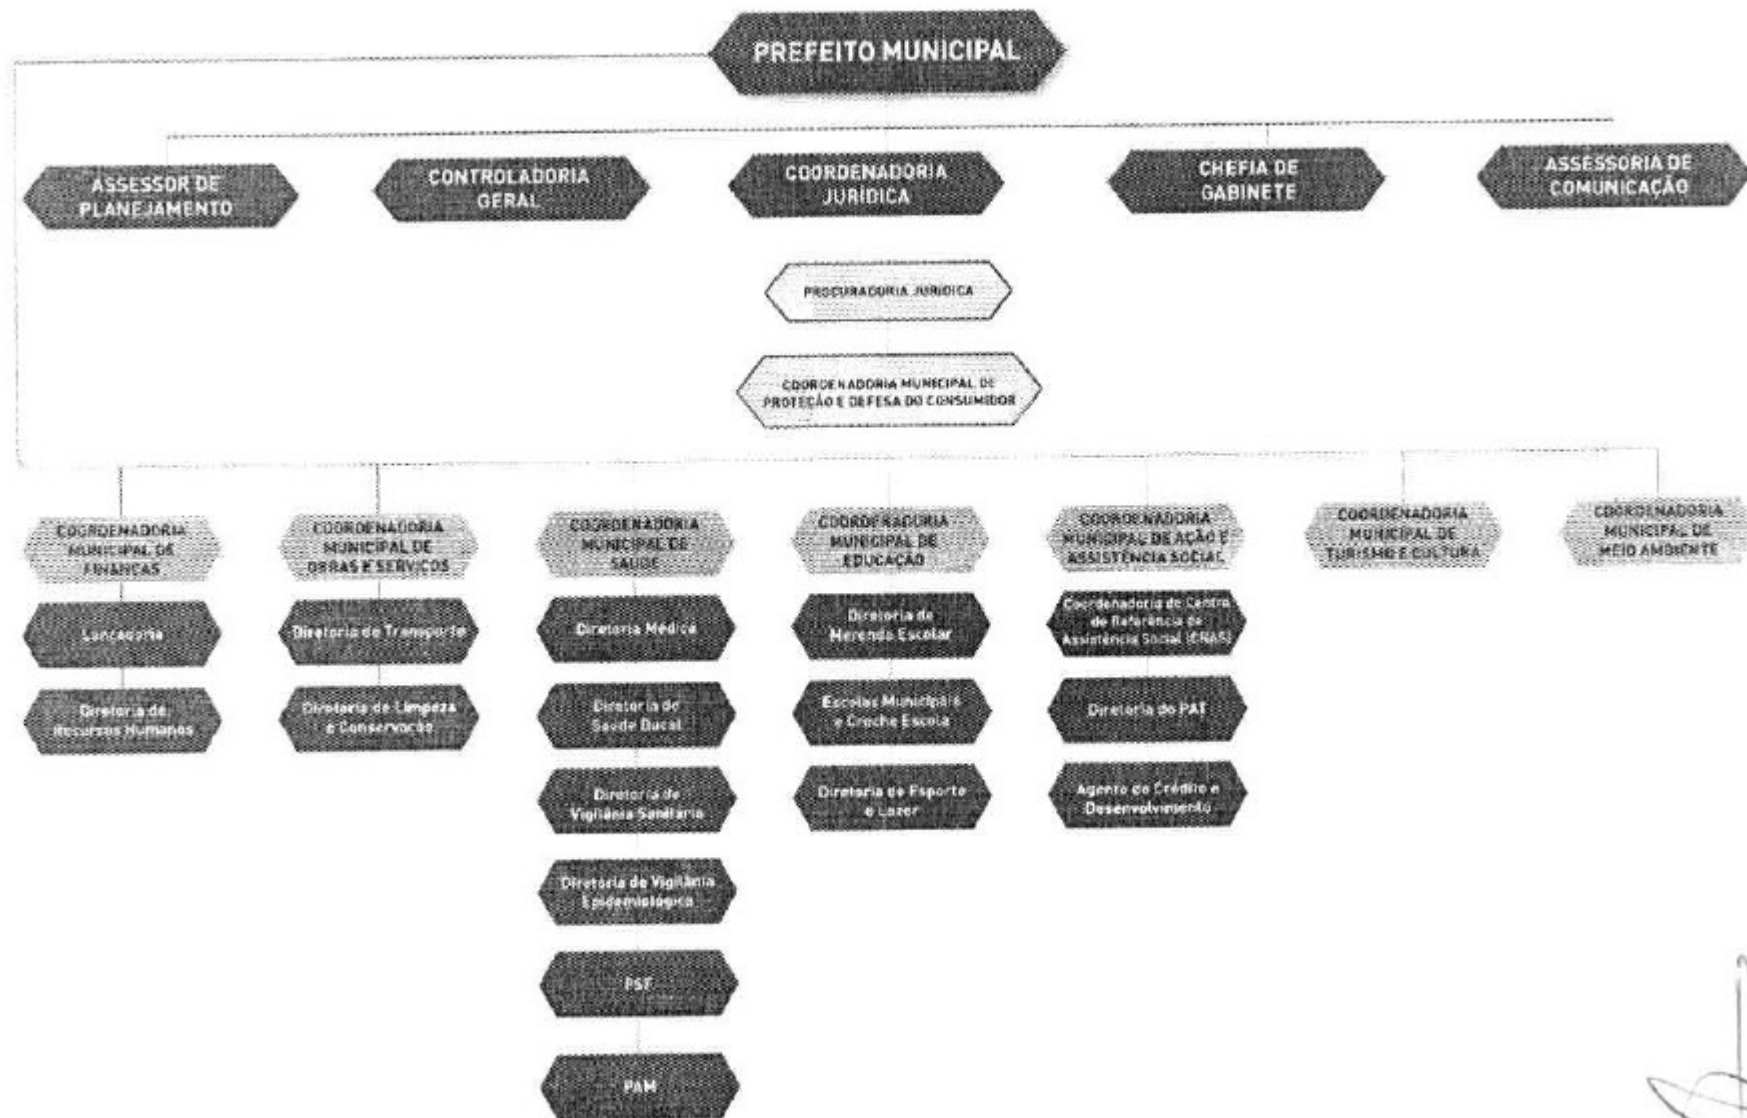 PREFEITO MUNICIPAL
ASSESSOR DE
PLANEJAMENTO
CONTROLADORIA
GERAL
COORDENADORIA
JURÍDICA
CHEFIA DE
GABINETE
ASSESSORIA DE
COMUNICAÇÃO
PROCURADORIA JURÍDICA
COORDENADORIA MUNICIPAL DE
PROTEÇÃO E DEFESA DO CONSUMIDOR
COORDENADORIA
MUNICIPAL DE
FINANÇAS
COORDENADORIA
MUNICIPAL DE
OBRAS E SERVIÇOS
COORDENADORIA
MUNICIPAL DE
SAÚDE
COORDENADORIA
MUNICIPAL DE
EDUCAÇÃO
COORDENADORIA
MUNICIPAL DE AÇÃO E
ASSISTÊNCIA SOCIAL
COORDENADORIA
MUNICIPAL DE
TURISMO E CULTURA
COORDENADORIA
MUNICIPAL DE
MEIO AMBIENTE
Lançadoria
Diretoria de
Recursos Humanos
Diretoria de Transporte
Diretoria de Limpeza
e Conservação
Diretoria Médica
Diretoria de
Saúde Bucal
Diretoria de
Vigilânia Sanitária
Diretoria de Vigilânia
Epidemiológica
PSF
PAM
Diretoria de
Merenda Escolar
Escolas Municipais
e Creche Escola
Diretoria de Esporte
e Lazer
Coordenadoria do Centro
de Referência de
Assistência Social (CRAS)
Diretoria do PAT
Agente de Crédito e
Desenvolvimento